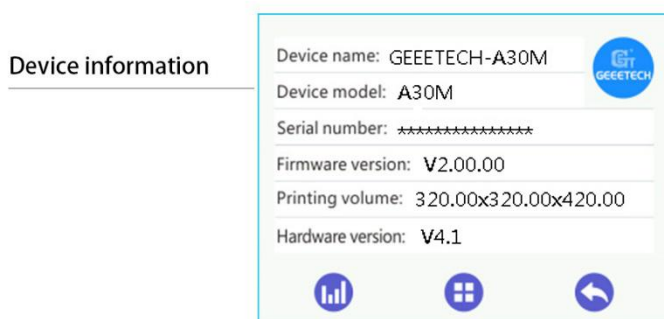 Device information
Device name: GEEETECH-A30M
GEEETECH
Device model: A30M
Serial number: ***************
Firmware version: V2.00.00
Printing volume: 320.00x320.00x420.00
Hardware version: V4.1